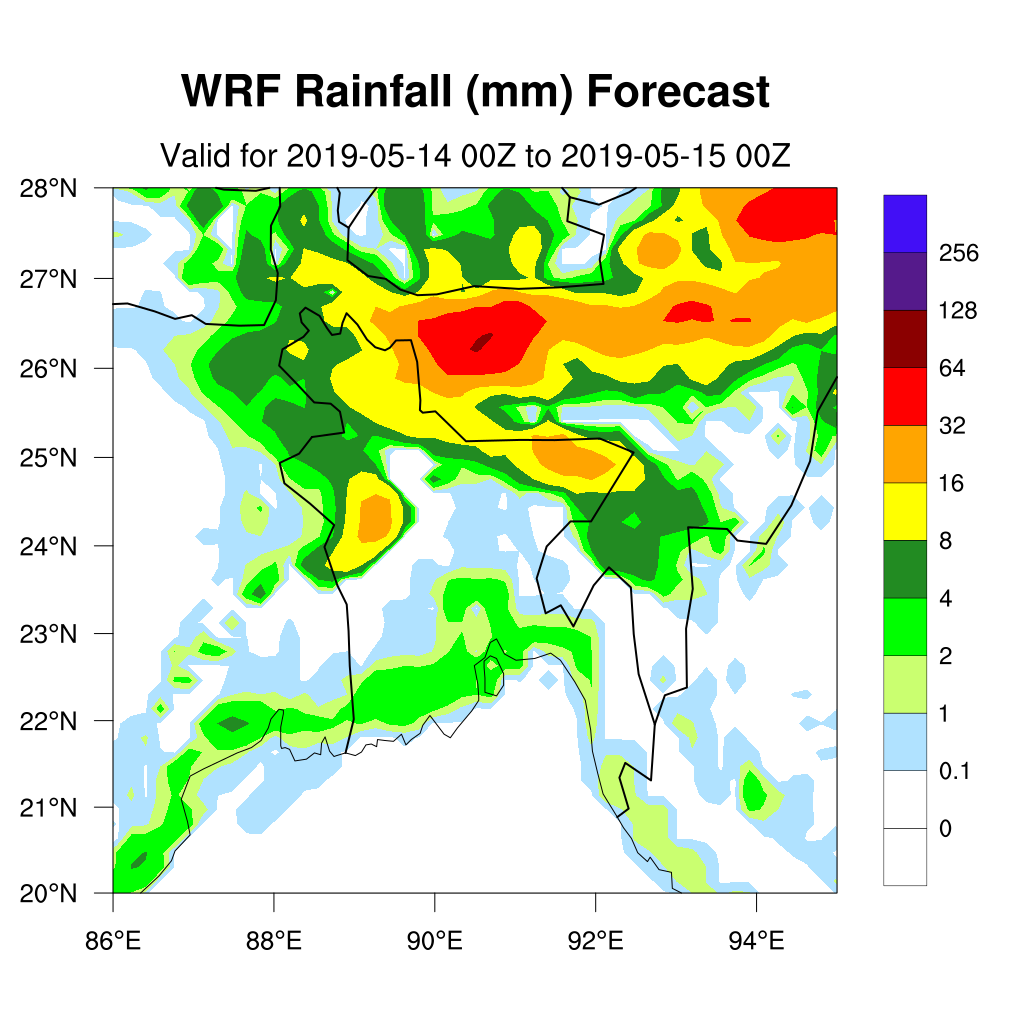 WRF Rainfall (mm) Forecast
Valid for 2019-05-14 00Z to 2019-05-15 00Z
28°N
27°N
26°N
25°N
24°N
23°N
22°N
21°N
20°N
86°E
88°E
90°E
92°E
94°E
256
128
64
32
16
8
4
2
1
0.1
0